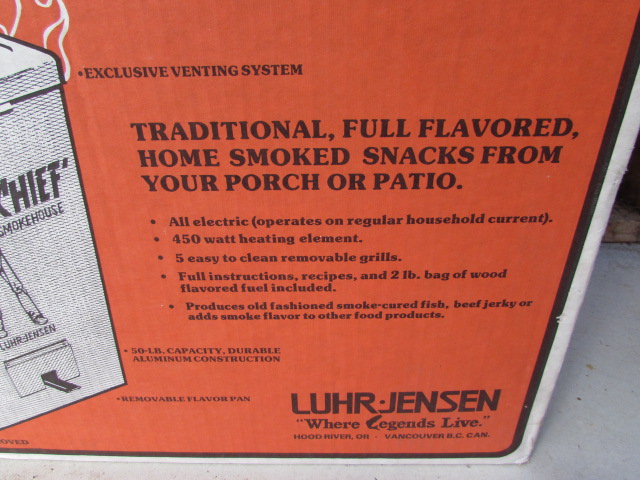 •EXCLUSIVE VENTING SYSTEM
TRADITIONAL, FULL FLAVORED,
HOME SMOKED SNACKS FROM
YOUR PORCH OR PATIO.
CHIEF'
SMOKEHOUSE
LUHR-JENSEN
• All electric (operates on regular household current).
• 450 watt heating element.
• 5 easy to clean removable grills.
• Full instructions, recipes, and 2 lb. bag of wood
flavored fuel included.
• Produces old fashioned smoke-cured fish, beef jerky or
adds smoke flavor to other food products.
• 50-LB. CAPACITY, DURABLE
ALUMINUM CONSTRUCTION
•REMOVABLE FLAVOR PAN
LUHR·JENSEN
"Where Legends Live."
HOOD RIVER, OR · VANCOUVER B.C. CAN.